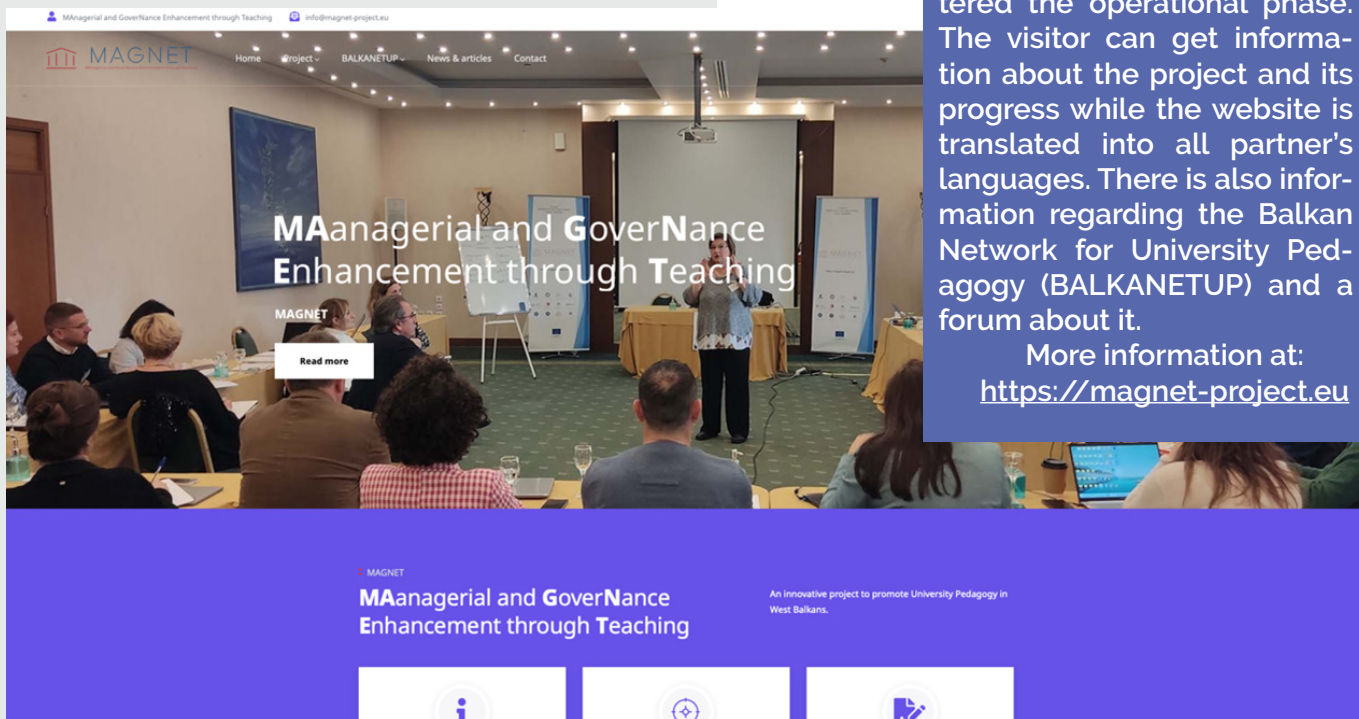 MAnagerial and GoverNance Enhancement through Teaching
info@magnet-project.eu
MAGNET
Home
Project
BALKANETUP
News & articles
Contact
MAanagerial and GoverNance
Enhancement through Teaching
MAGNET
Read more
tered the operational phase.
The visitor can get informa-
tion about the project and its
progress while the website is
translated into all partner's
languages. There is also infor-
mation regarding the Balkan
Network for University Ped-
agogy (BALKANETUP) and a
forum about it.
More information at:
https://magnet-project.eu
MAGNET
MAanagerial and GoverNance
Enhancement through Teaching
An innovative project to promote University Pedagogy in
West Balkans.